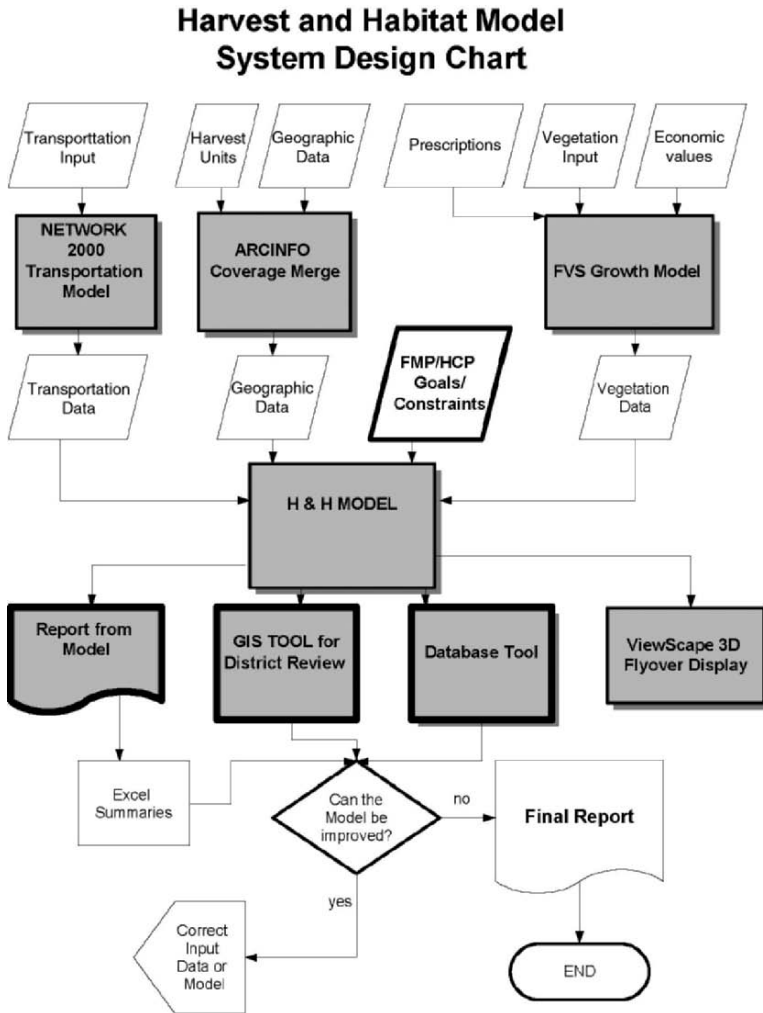 Harvest and Habitat Model
System Design Chart
Transporttation
Input
Harvest
Units
Geographic
Data
Prescriptions
Vegetation
Input
Economic
values
NETWORK
2000
Transportation
Model
ARCINFO
Coverage Merge
FVS Growth Model
Transportation
Data
Geographic
Data
FMP/HCP
Goals/
Constraints
Vegetation
Data
H & H MODEL
Report from
Model
GIS TOOL for
District Review
Database Tool
ViewScape 3D
Flyover Display
Excel
Summaries
Can the
Model be
improved?
no
Final Report
yes
Correct
Input
Data or
Model
END